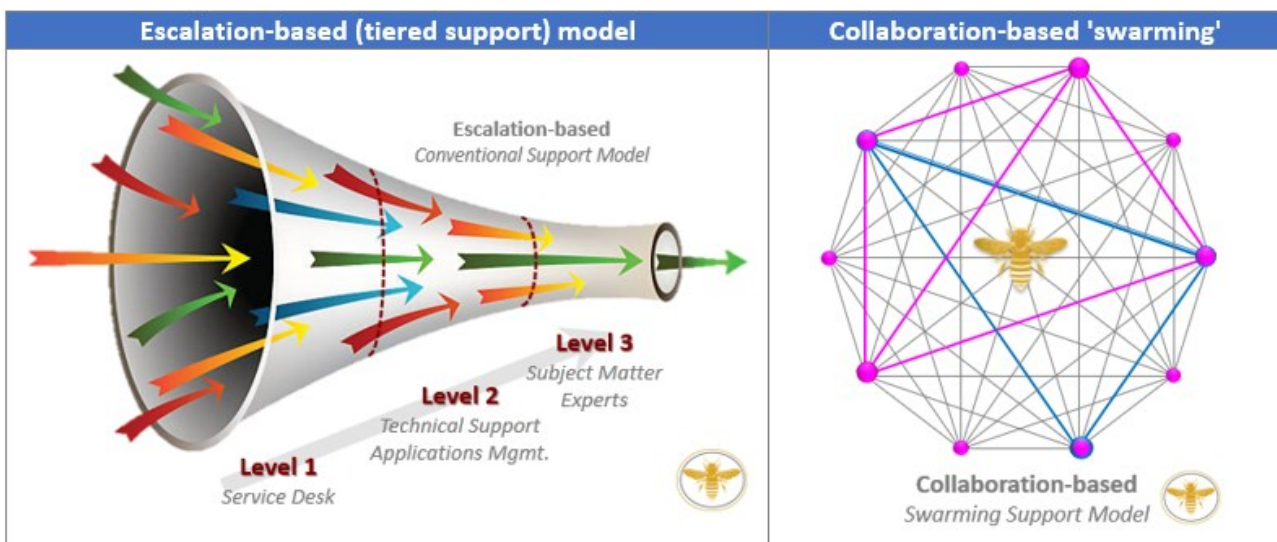 Escalation-based (tiered support) model
Collaboration-based 'swarming'
Escalation-based
Conventional Support Model
Level 3
Subject Matter
Experts
Level 2
Technical Support
Applications Mgmt.
Level 1
Service Desk
Collaboration-based
Swarming Support Model